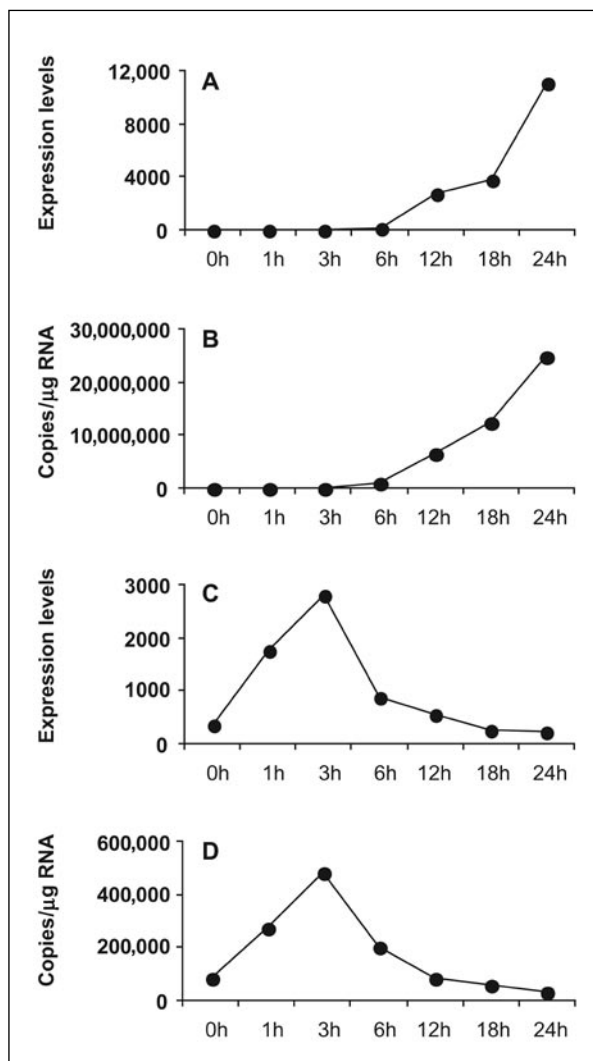 A
Expression levels
12,000
8000
4000
0
0h 1h 3h 6h 12h 18h 24h
B
Copies/μg RNA
30,000,000
20,000,000
10,000,000
0
0h 1h 3h 6h 12h 18h 24h
C
Expression levels
3000
2000
1000
0
0h 1h 3h 6h 12h 18h 24h
D
Copies/μg RNA
600,000
400,000
200,000
0
0h 1h 3h 6h 12h 18h 24h